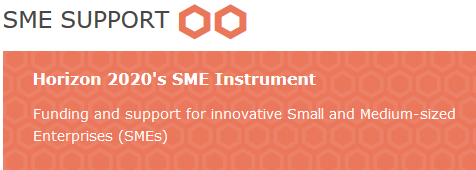 SME SUPPORT
Horizon 2020's SME Instrument
Funding and support for innovative Small and Medium-sized
Enterprises (SMEs)